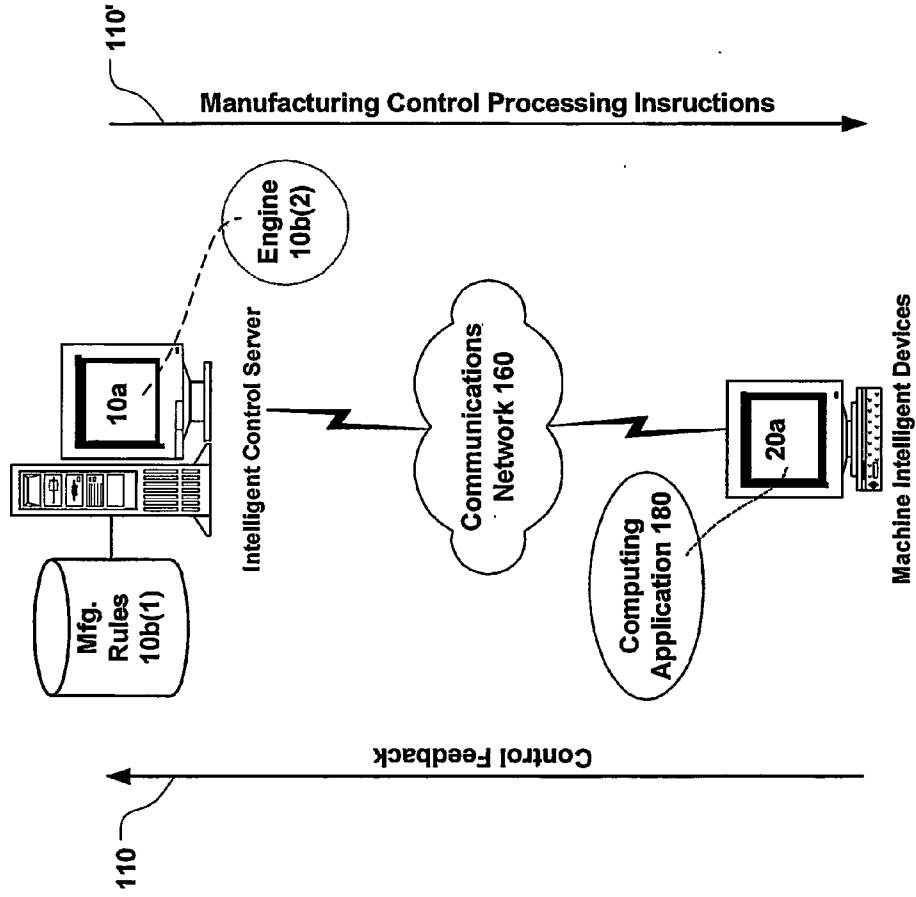 110'
Manufacturing Control Processing Insructions
Engine
10b(2)
10a
Intelligent Control Server
Mfg.
Rules
10b(1)
Communications
Network 160
20a
Computing
Application 180
Machine Intelligent Devices
Control Feedback
110